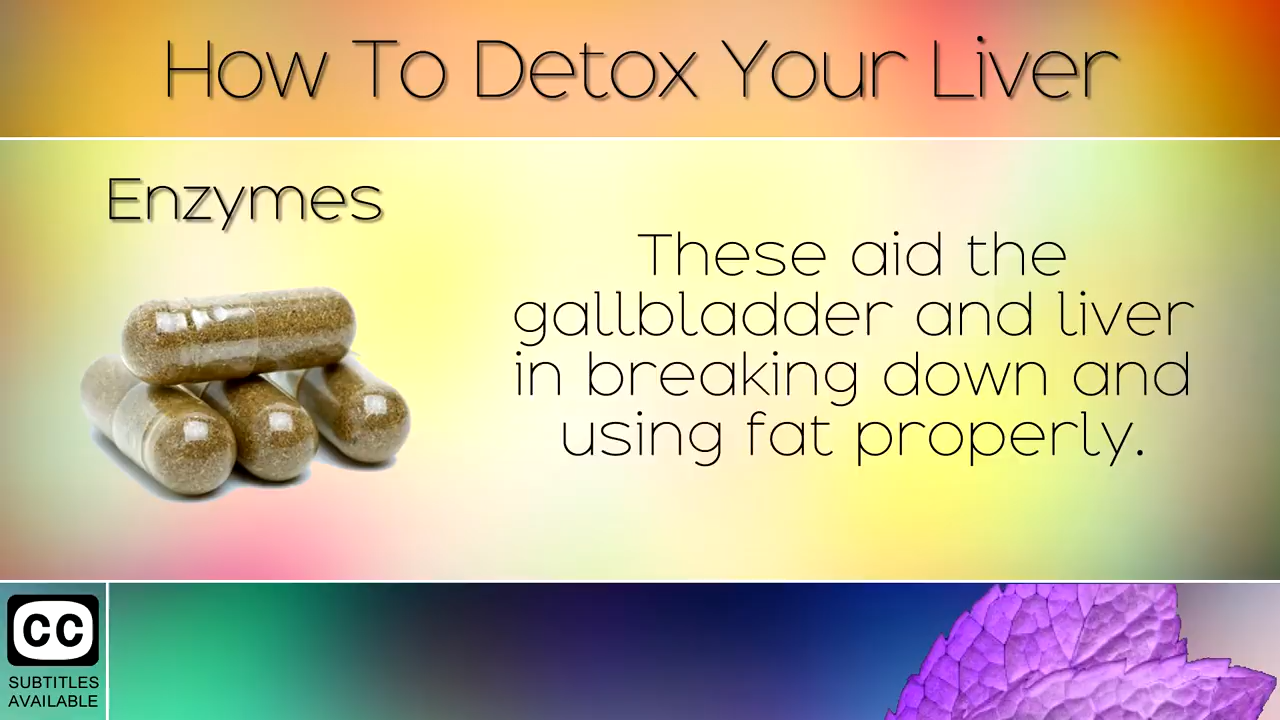 How To Detox Your Liver
Enzymes
These aid the
gallbladder and liver
in breaking down and
using fat properly.
CC
SUBTITLES
AVAILABLE